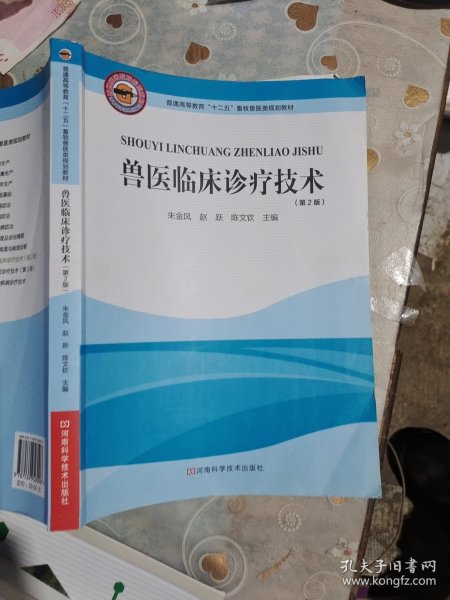 普通高等教育“十二五”畜牧兽医类规划教材
SHOUYI LINCHUANG ZHENLIAO JISHU
兽医临床诊疗技术
(第2版)
朱金凤 赵 跃 陈文钦 主编
河南科学技术出版社
普通高等教育“十二五”畜牧兽医类规划教材
兽医临床诊疗技术
(第2版)
朱金凤 赵 跃 陈文钦 主编
河南科学技术出版社
孔夫子旧书网
www.kongfz.com